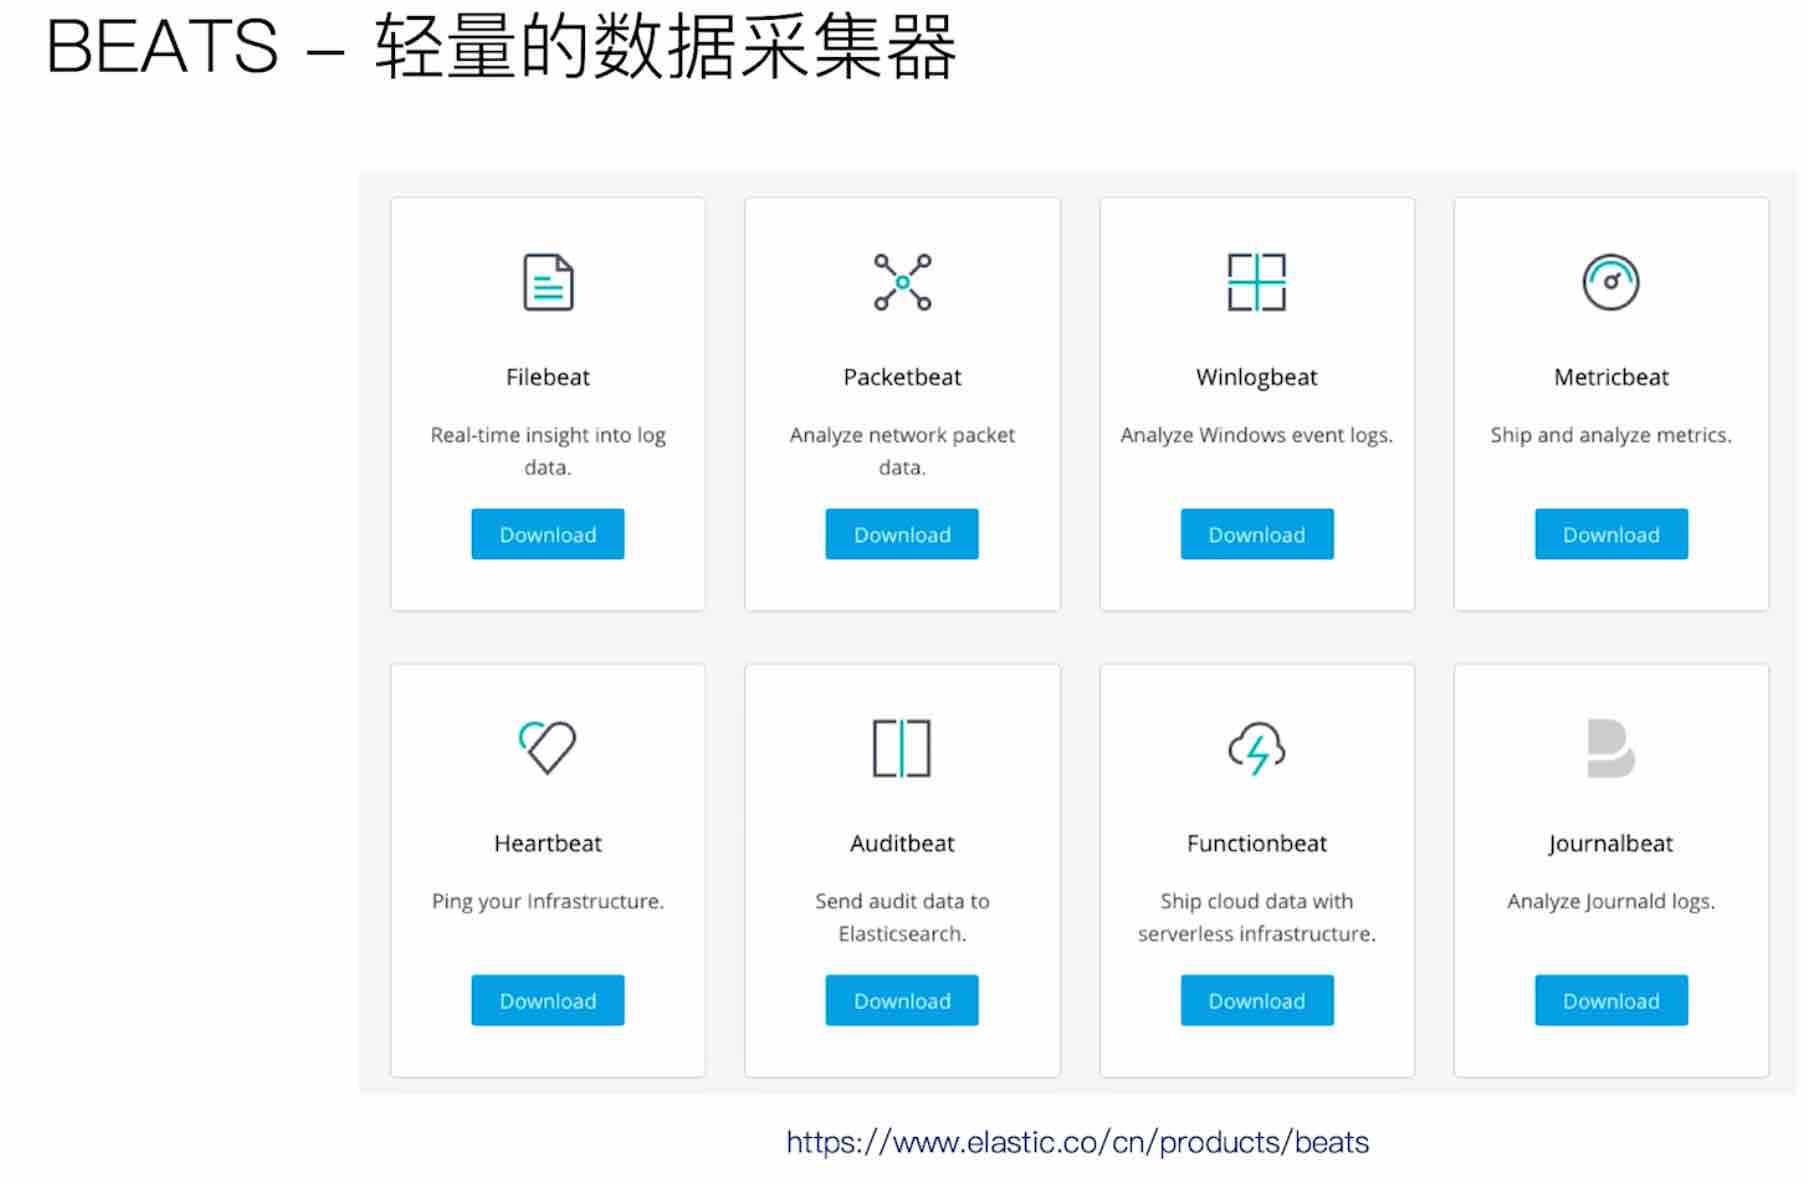 BEATS – 轻量的数据采集器
Filebeat
Real-time insight into log
data.
Download
Packetbeat
Analyze network packet
data.
Download
Winlogbeat
Analyze Windows event logs.
Download
Metricbeat
Ship and analyze metrics.
Download
Heartbeat
Ping your Infrastructure.
Download
Auditbeat
Send audit data to
Elasticsearch.
Download
Functionbeat
Ship cloud data with
serverless infrastructure.
Download
Journalbeat
Analyze Journald logs.
Download
https://www.elastic.co/cn/products/beats